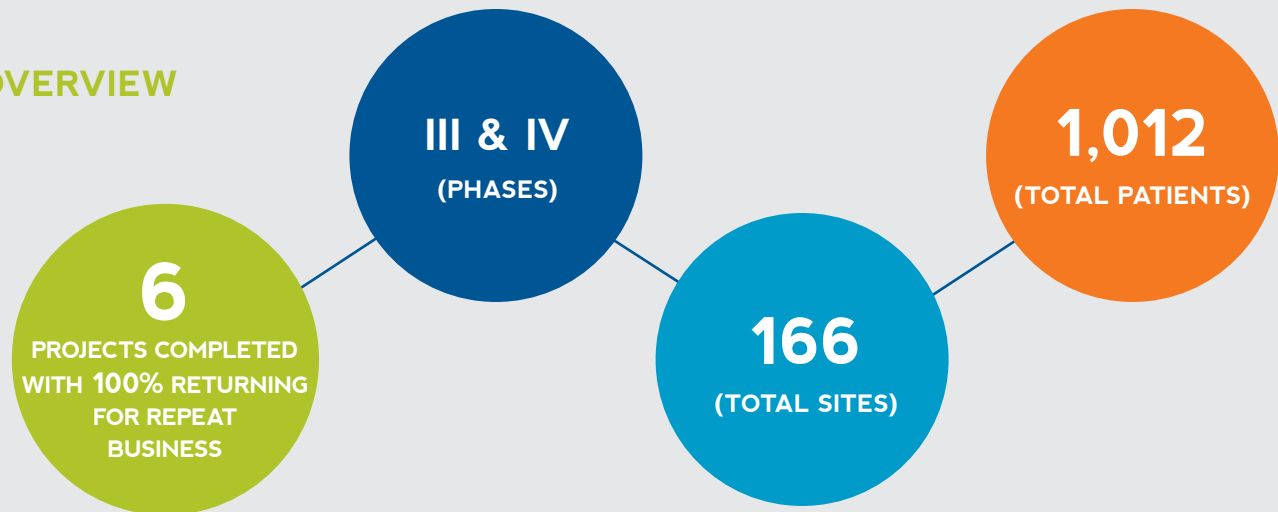 OVERVIEW
6
PROJECTS COMPLETED
WITH 100% RETURNING
FOR REPEAT
BUSINESS
III & IV
(PHASES)
166
(TOTAL SITES)
1,012
(TOTAL PATIENTS)